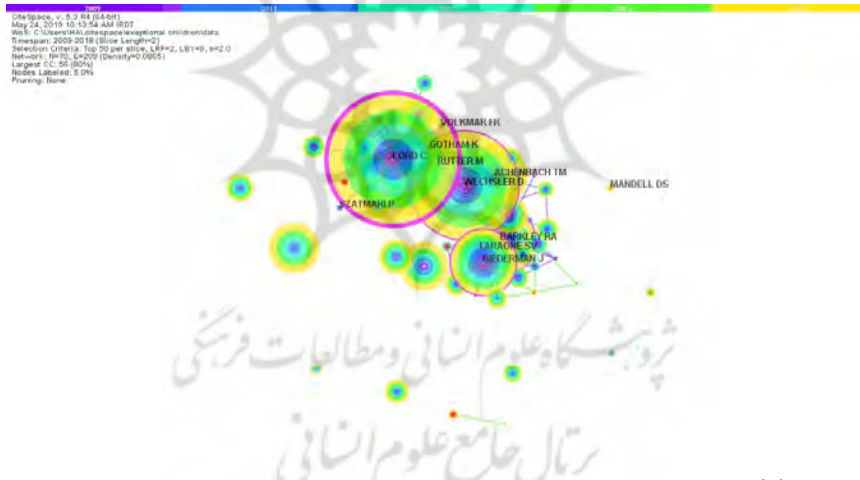 2009
2011
CiteSpace, v. 5.3.R4 (64-bit)
May 24, 2019 10:13:54 AM IRDT
WoS: C:\Users\HA\.citespace\exeptional children\data
Timespan: 2009-2018 (Slice Length=2)
Selection Criteria: Top 50 per slice, LRF=2, LBY=8, e=2.0
Network: N=70, E=209 (Density=0.0865)
Largest CC: 56 (80%)
Nodes Labeled: 5.0%
Pruning: None
VOLKMAR FR
GOTHAM K
LORD C
RUTTER M
ACHENBACH TM
WECHSLER D
MANDELL DS
SZATMARI P
BARKLEY RA
FARAONE SV
BIEDERMAN J
پژوهشگاه علوم انسانی و مطالعات فرهنگی
پرتال جامع علوم انسانی